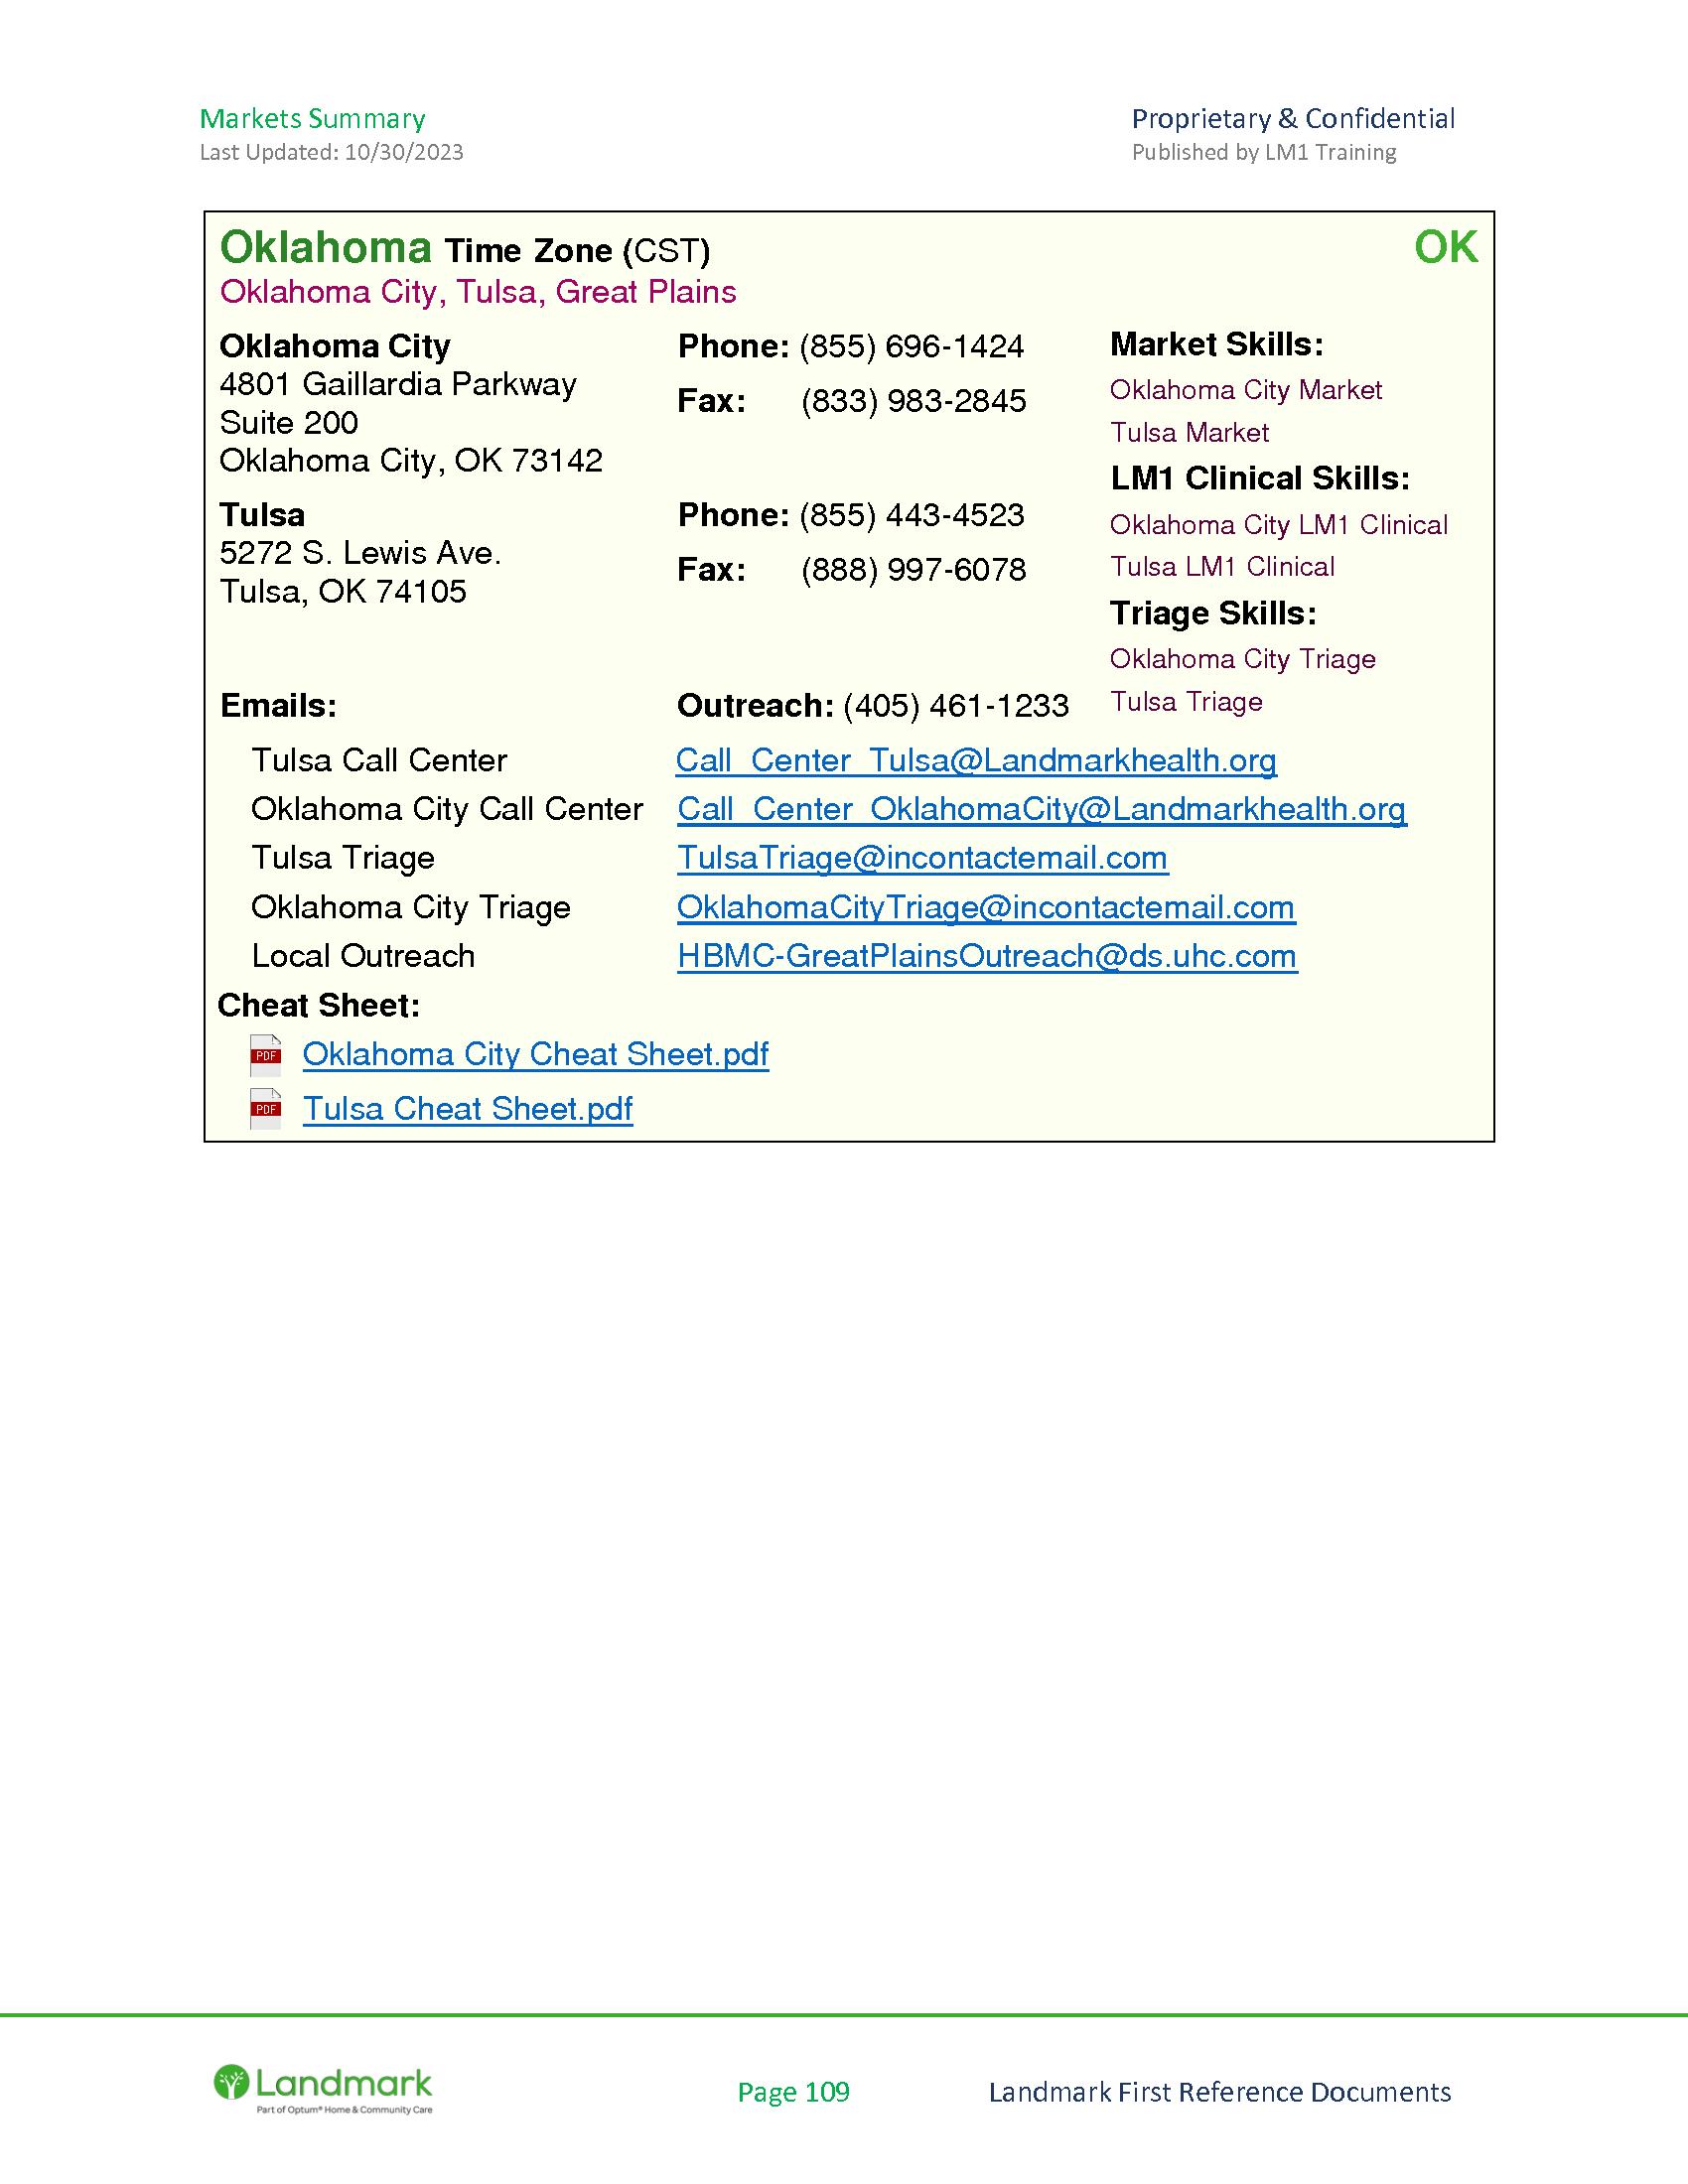 Markets Summary
Last Updated: 10/30/2023
Proprietary & Confidential
Published by LM1 Training
Oklahoma Time Zone (CST)
OK
Oklahoma City, Tulsa, Great Plains
Oklahoma City
4801 Gaillardia Parkway
Suite 200
Oklahoma City, OK 73142
Phone: (855) 696-1424
Fax: (833) 983-2845
Tulsa
5272 S. Lewis Ave.
Tulsa, OK 74105
Phone: (855) 443-4523
Fax: (888) 997-6078
Market Skills:
Oklahoma City Market
Tulsa Market
LM1 Clinical Skills:
Oklahoma City LM1 Clinical
Tulsa LM1 Clinical
Triage Skills:
Oklahoma City Triage
Tulsa Triage
Emails:
Outreach: (405) 461-1233
Tulsa Call Center Call_Center_Tulsa@Landmarkhealth.org
Oklahoma City Call Center Call_Center_OklahomaCity@Landmarkhealth.org
Tulsa Triage TulsaTriage@incontactemail.com
Oklahoma City Triage OklahomaCityTriage@incontactemail.com
Local Outreach HBMC-GreatPlainsOutreach@ds.uhc.com
Cheat Sheet:
PDF Oklahoma City Cheat Sheet.pdf
PDF Tulsa Cheat Sheet.pdf
Landmark
Part of Optum® Home & Community Care
Page 109
Landmark First Reference Documents